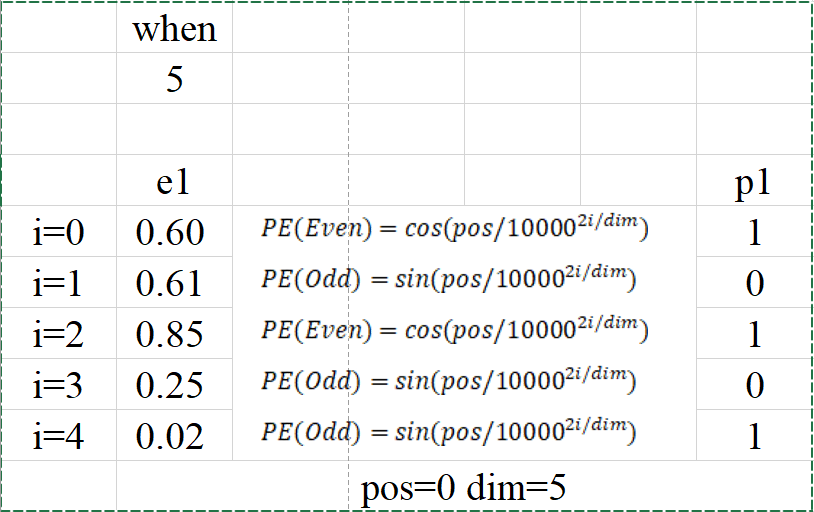 when
5
e1 p1
i=0 0.60 PE(Even) = cos(pos/10000^{2i/dim}) 1
i=1 0.61 PE(Odd) = sin(pos/10000^{2i/dim}) 0
i=2 0.85 PE(Even) = cos(pos/10000^{2i/dim}) 1
i=3 0.25 PE(Odd) = sin(pos/10000^{2i/dim}) 0
i=4 0.02 PE(Odd) = sin(pos/10000^{2i/dim}) 1
pos=0 dim=5